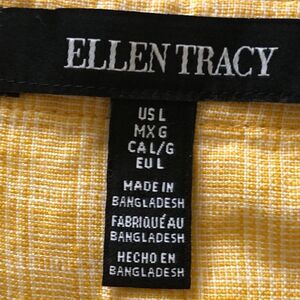 ELLEN TRACY
US L
MX G
CA L/G
EU L
MADE IN
BANGLADESH
FABRIQUÉ AU
BANGLADESH
HECHO EN
BANGLADESH